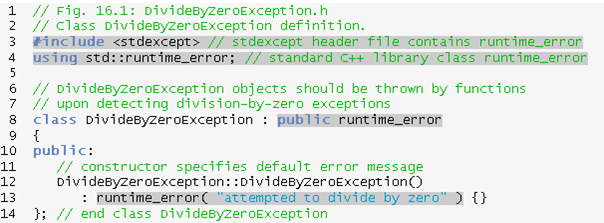 1 // Fig. 16.1: DivideByZeroException.h
2 // Class DivideByZeroException definition.
3 #include <stdexcept> // stdexcept header file contains runtime_error
4 using std::runtime_error; // standard C++ library class runtime_error
5
6 // DivideByZeroException objects should be thrown by functions
7 // upon detecting division-by-zero exceptions
8 class DivideByZeroException : public runtime_error
9 {
10 public:
11 // constructor specifies default error message
12 DivideByZeroException::DivideByZeroException()
13 : runtime_error( "attempted to divide by zero" ) {}
14 }; // end class DivideByZeroException